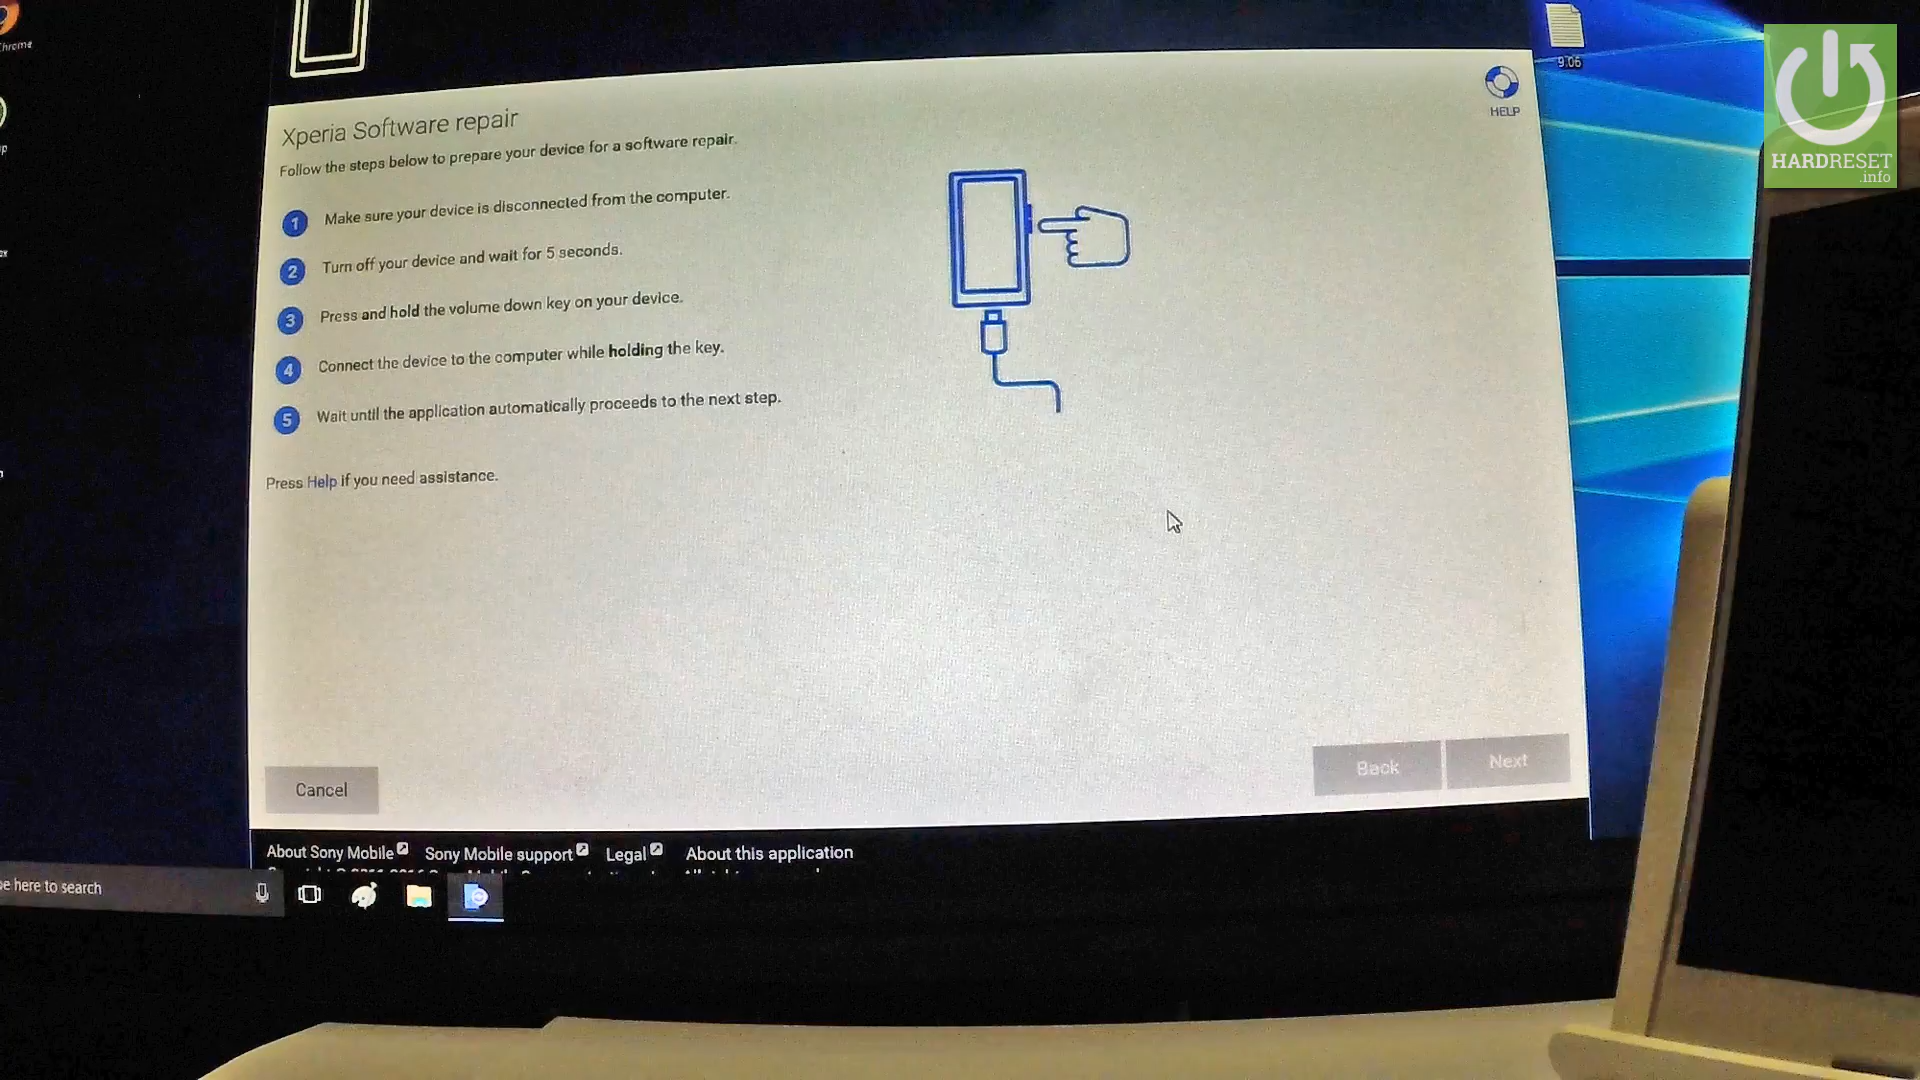 hrome
9.06
HARDRESET
.info
HELP
Xperia Software repair
Follow the steps below to prepare your device for a software repair.
1 Make sure your device is disconnected from the computer.
2 Turn off your device and wait for 5 seconds.
3 Press and hold the volume down key on your device.
4 Connect the device to the computer while holding the key.
5 Wait until the application automatically proceeds to the next step.
Press Help if you need assistance.
Cancel
Back
Next
About Sony Mobile Sony Mobile support Legal About this application
e here to search